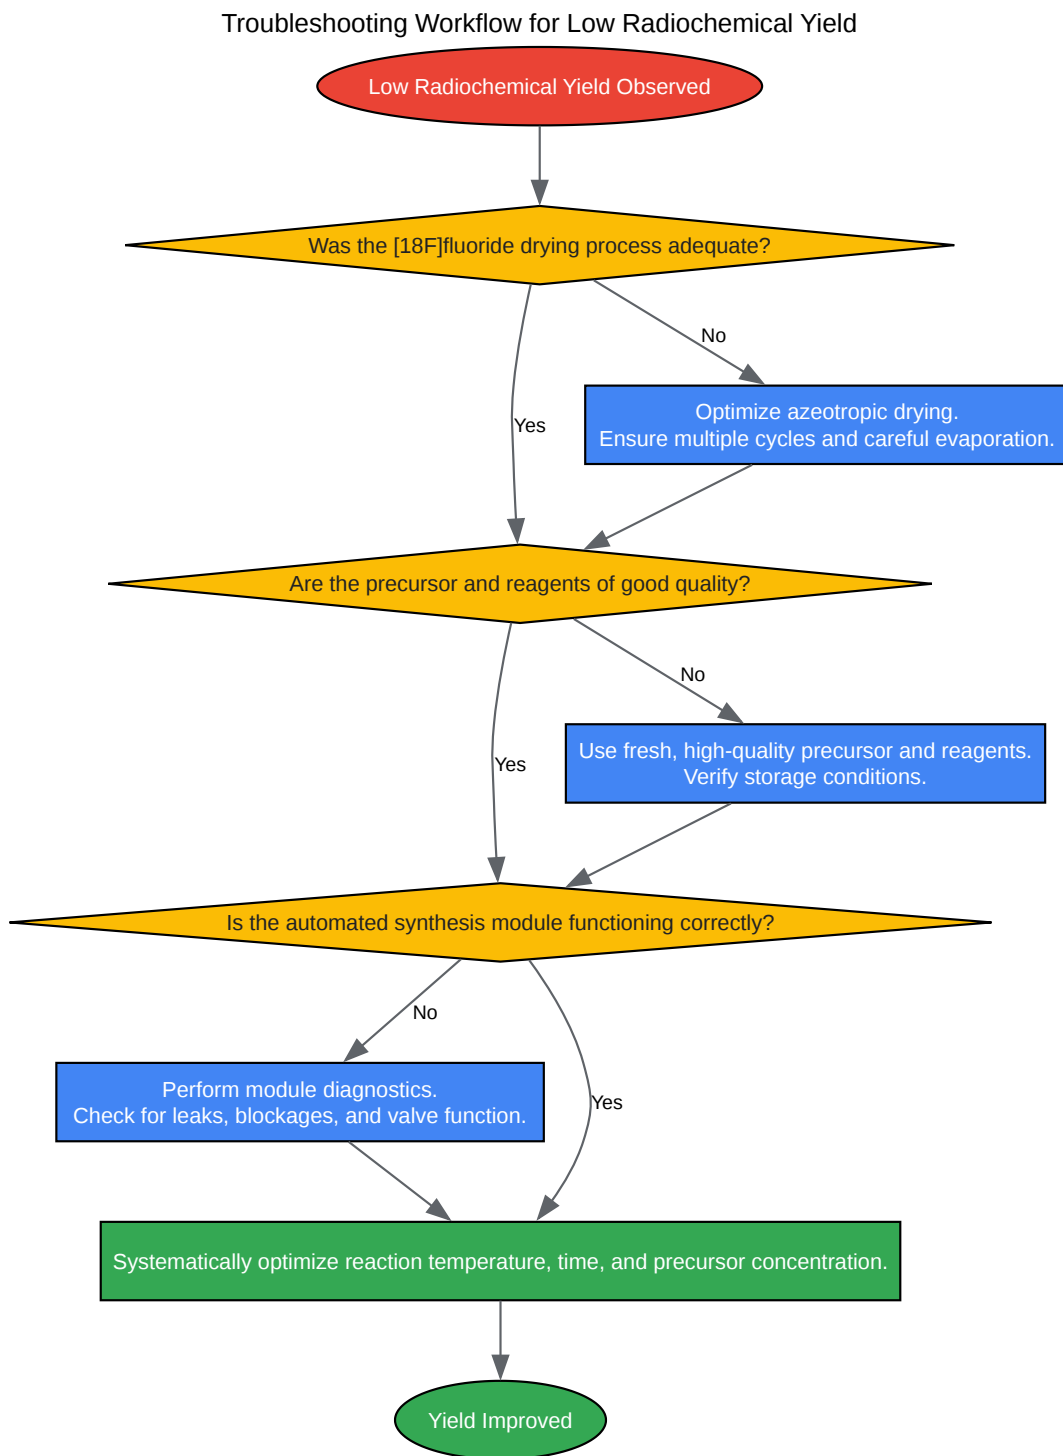 Troubleshooting Workflow for Low Radiochemical Yield
Low Radiochemical Yield Observed
Was the [18F]fluoride drying process adequate?
No
Optimize azeotropic drying.
Ensure multiple cycles and careful evaporation.
Yes
Are the precursor and reagents of good quality?
No
Use fresh, high-quality precursor and reagents.
Verify storage conditions.
Yes
Is the automated synthesis module functioning correctly?
No
Perform module diagnostics.
Check for leaks, blockages, and valve function.
Yes
Systematically optimize reaction temperature, time, and precursor concentration.
Yield Improved